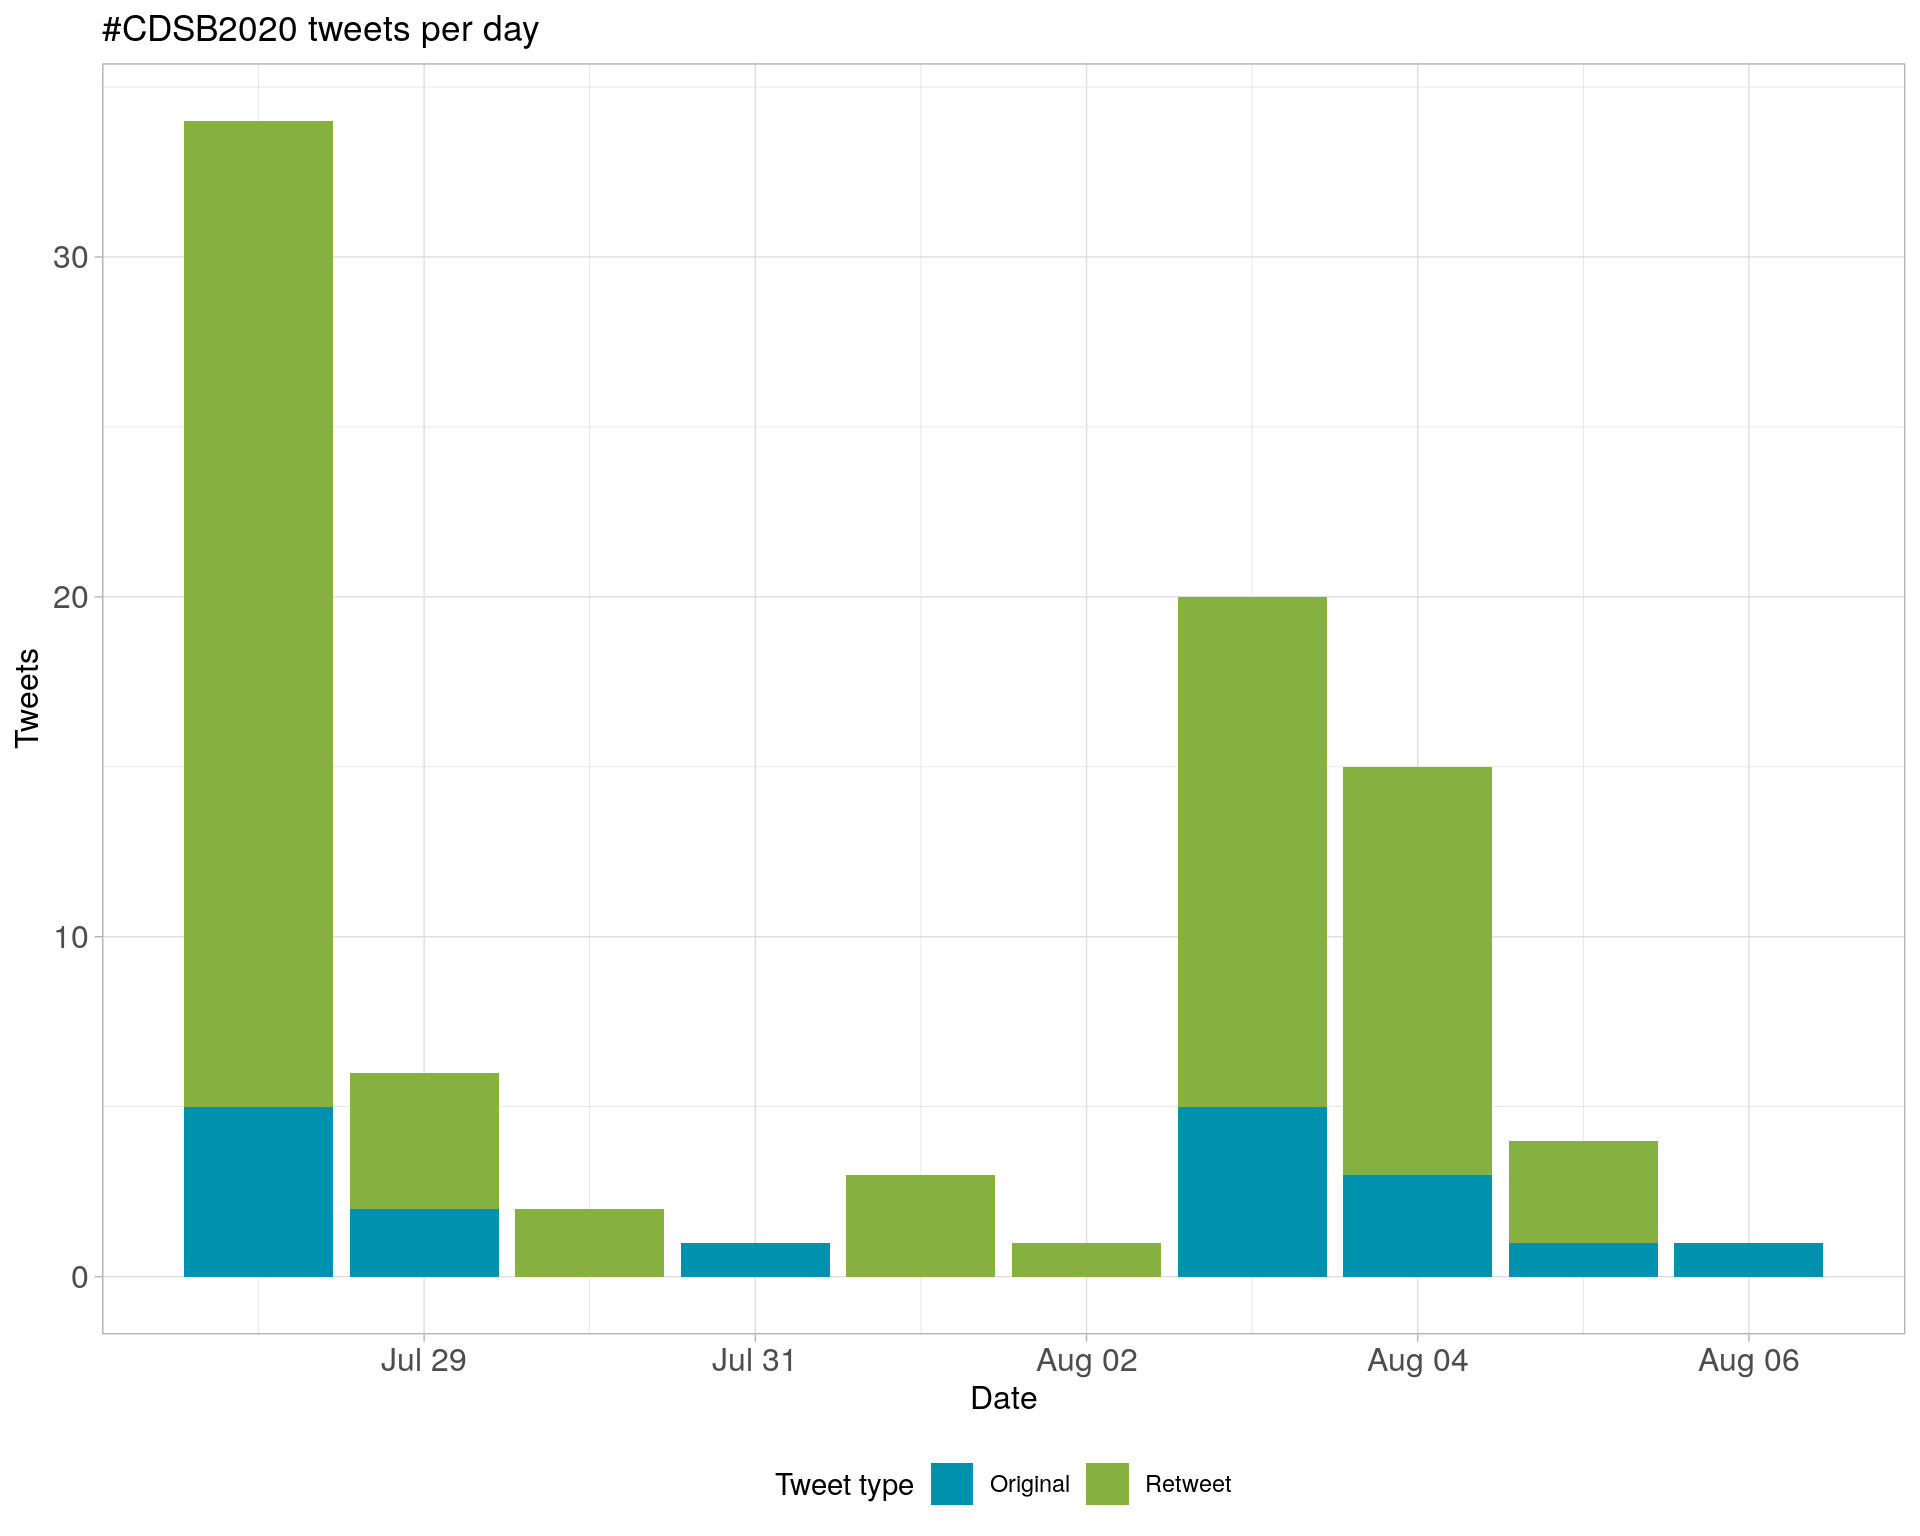 #CDSB2020 tweets per day
Tweets
30
20
10
0
Jul 29 Jul 31 Aug 02 Aug 04 Aug 06
Date
Tweet type Original Retweet